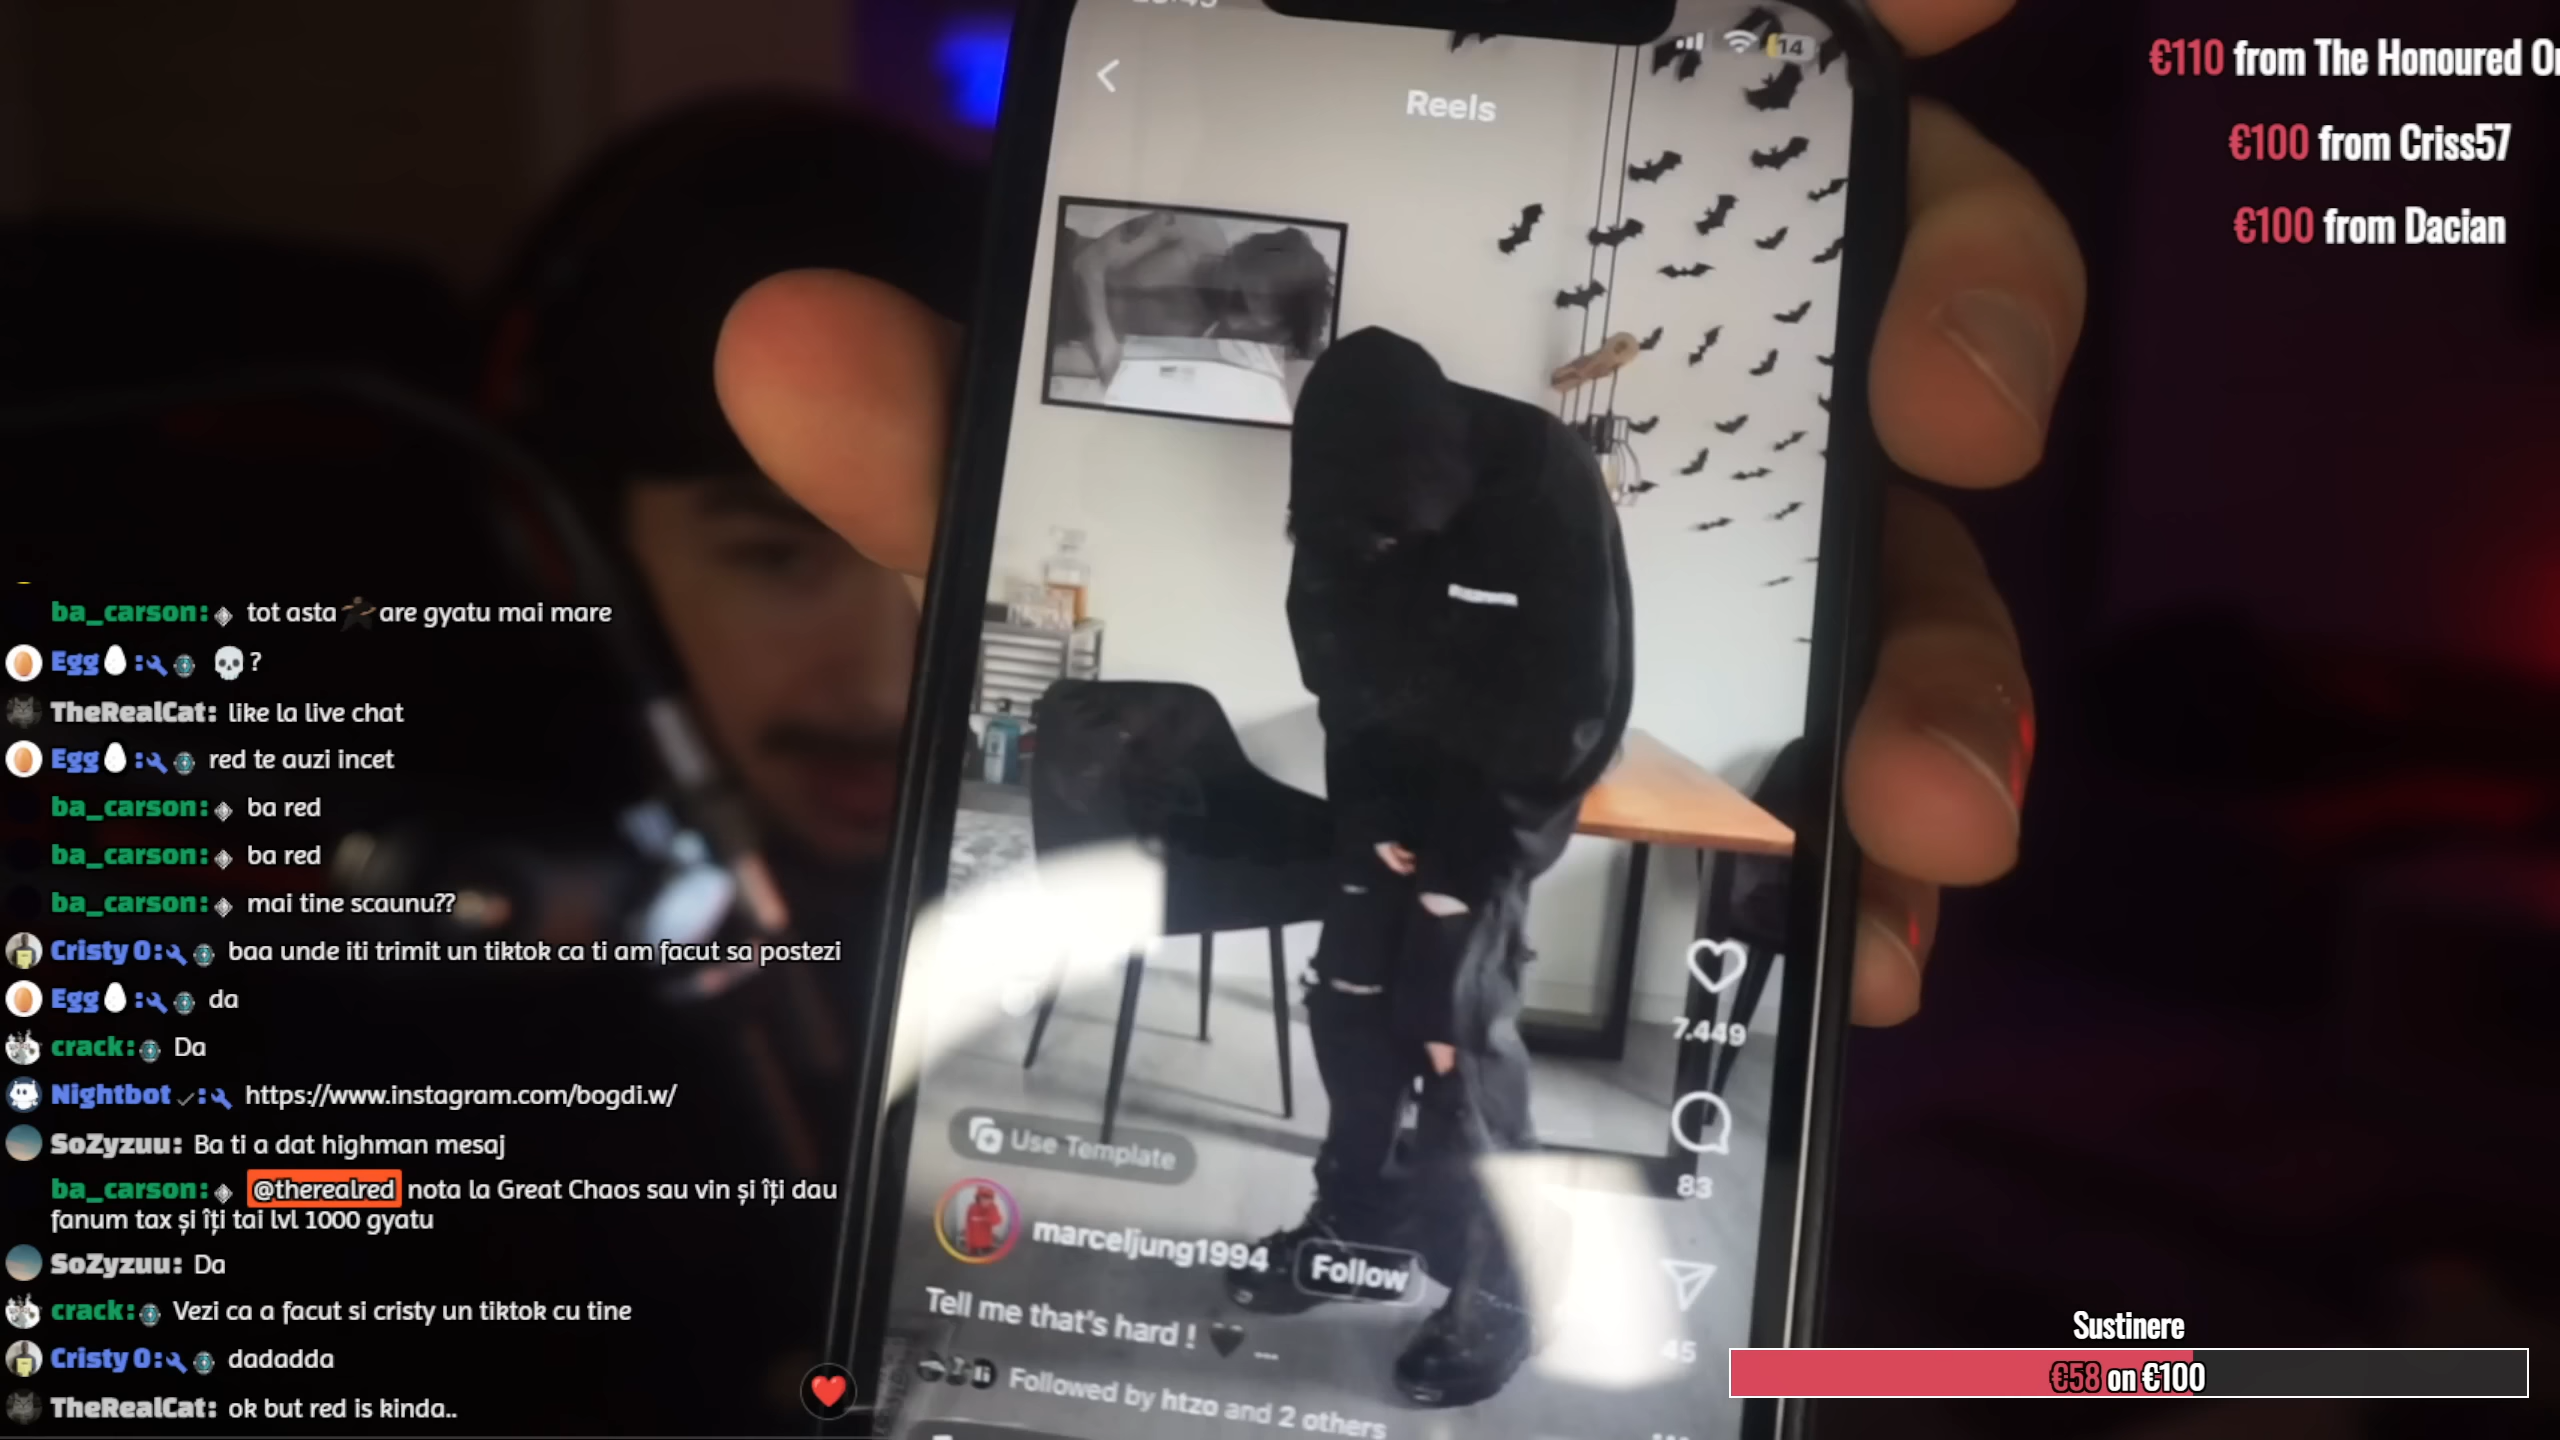 €110 from The Honoured
€100 from Criss57
€100 from Dacian
14
Reels
ba_carson: tot asta are gyatu mai mare
Egg: ?
TheRealCat: like la live chat
Egg: red te auzi incet
ba_carson: ba red
ba_carson: ba red
ba_carson: mai tine scaunu??
Cristy O: baa unde iti trimit un tiktok ca ti am facut sa postezi
Egg: da
crack: Da
Nightbot: https://www.instagram.com/bogdi.w/
SoZyzuu: Ba ti a dat highman mesaj
ba_carson: @therealred nota la Great Chaos sau vin și îți dau
fanum tax și îți tai lvl 1000 gyatu
SoZyzuu: Da
crack: Vezi ca a facut si cristy un tiktok cu tine
Cristy O: dadadda
TheRealCat: ok but red is kinda..
7.449
83
45
Use Template
marceljung1994 Follow
Tell me that's hard ! ...
Followed by htzo and 2 others
Sustinere
€58 on €100